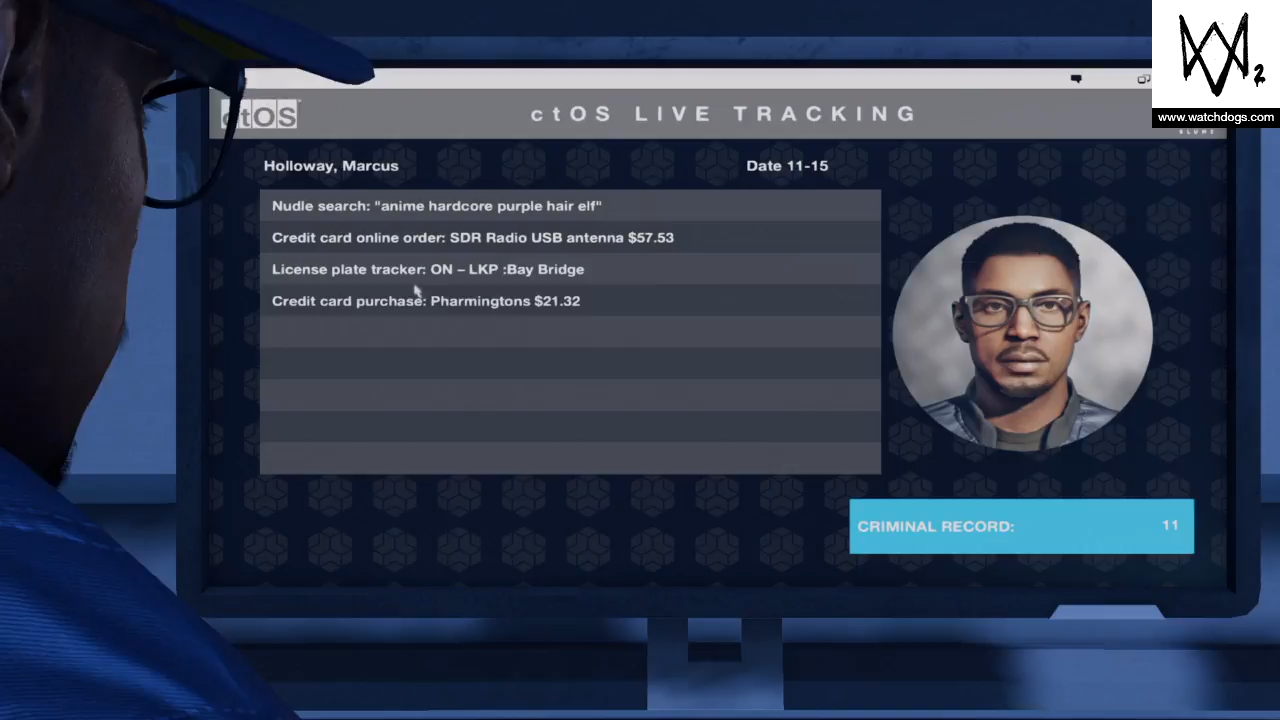 2
www.watchdogs.com
ctOS
ctOS LIVE TRACKING
BLUME
Holloway, Marcus
Date 11-15
Nudle search: "anime hardcore purple hair elf"
Credit card online order: SDR Radio USB antenna $57.53
License plate tracker: ON – LKP :Bay Bridge
Credit card purchase: Pharmingtons $21.32
CRIMINAL RECORD: 11